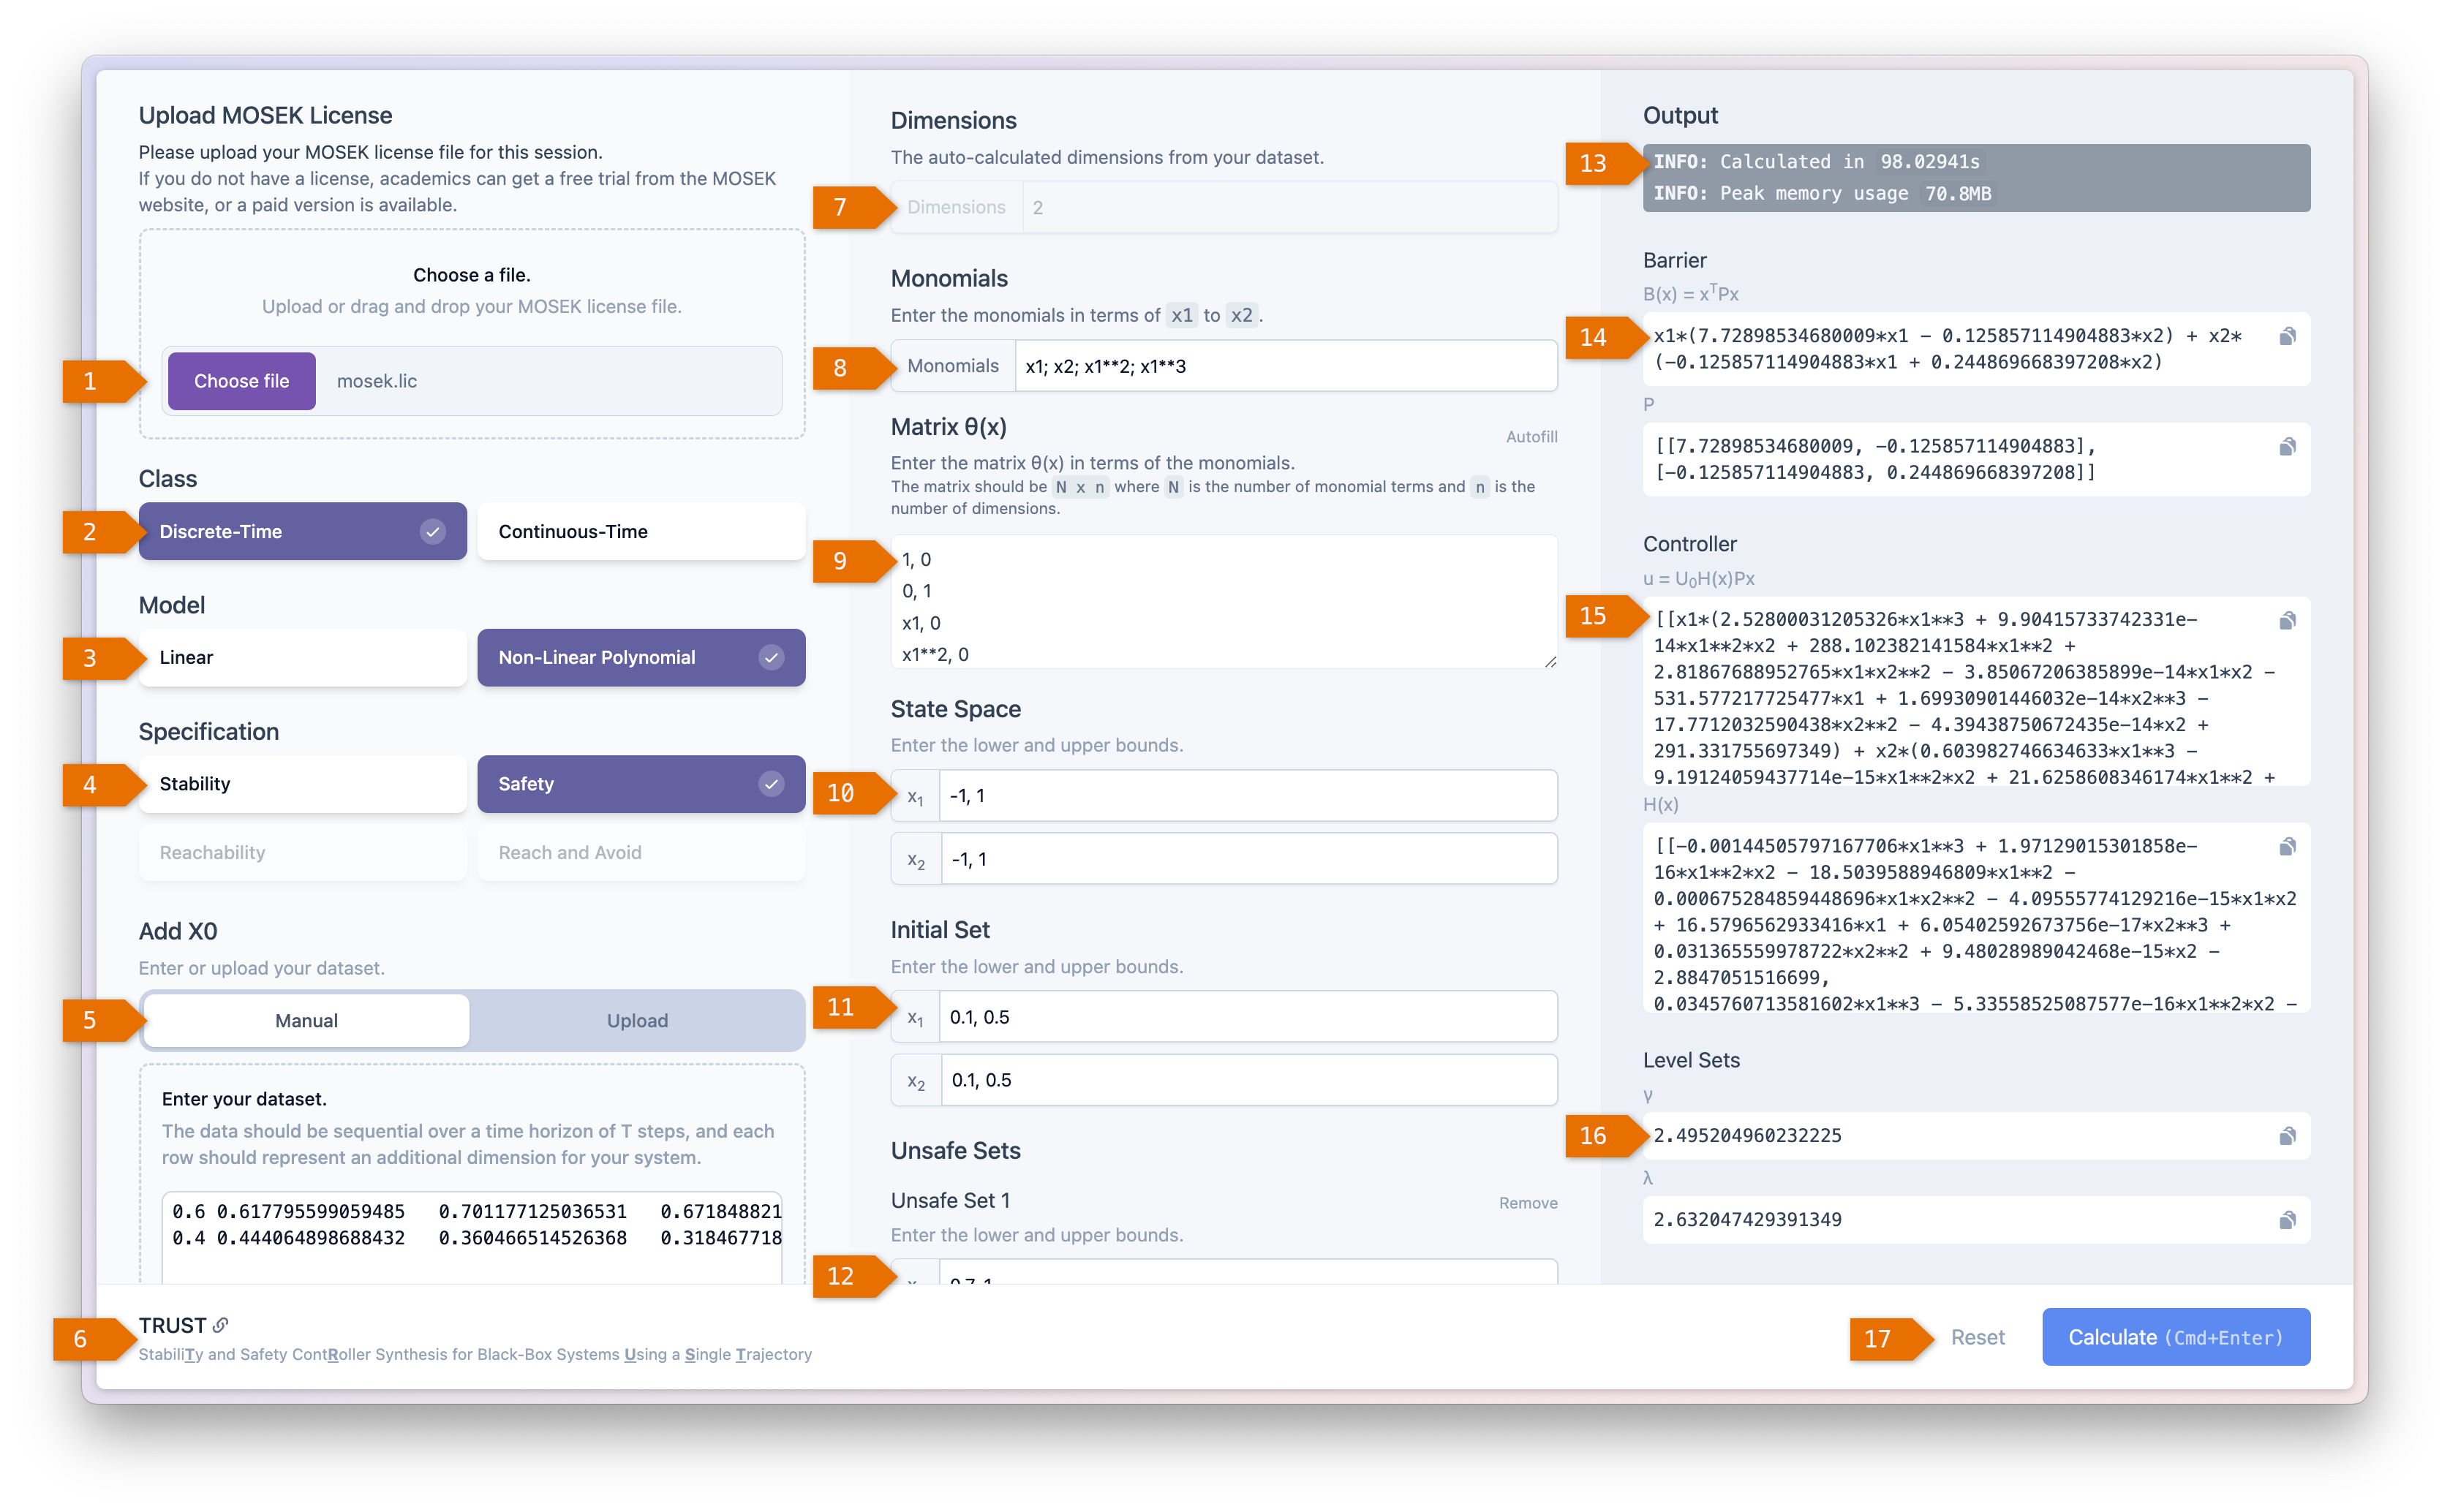 Upload MOSEK License
Please upload your MOSEK license file for this session.
If you do not have a license, academics can get a free trial from the MOSEK
website, or a paid version is available.
Choose a file.
Upload or drag and drop your MOSEK license file.
1
Choose file
mosek.lic
Class
2
Discrete-Time
Continuous-Time
Model
3
Linear
Non-Linear Polynomial
Specification
4
Stability
Safety
Reachability
Reach and Avoid
Add X0
Enter or upload your dataset.
5
Manual
Upload
Enter your dataset.
The data should be sequential over a time horizon of T steps, and each
row should represent an additional dimension for your system.
0.6 0.617795599059485 0.701177125036531 0.671848821
0.4 0.444064898688432 0.360466514526368 0.318467718
6
TRUST
StabiliTy and Safety ContRoller Synthesis for Black-Box Systems Using a Single Trajectory
Dimensions
The auto-calculated dimensions from your dataset.
7
Dimensions
2
Monomials
Enter the monomials in terms of x1 to x2.
8
Monomials
x1; x2; x1**2; x1**3
Matrix θ(x)
Autofill
Enter the matrix θ(x) in terms of the monomials.
The matrix should be N x n where N is the number of monomial terms and n is the
number of dimensions.
9
1, 0
0, 1
x1, 0
x1**2, 0
State Space
Enter the lower and upper bounds.
10
x₁
-1, 1
x₂
-1, 1
Initial Set
Enter the lower and upper bounds.
11
x₁
0.1, 0.5
x₂
0.1, 0.5
Unsafe Sets
Unsafe Set 1
Remove
Enter the lower and upper bounds.
12
0.7, 1
Output
13
INFO: Calculated in 98.02941s
INFO: Peak memory usage 70.8MB
Barrier
B(x) = xᵀPx
14
x1*(7.72898534680009*x1 − 0.125857114904883*x2) + x2*
(−0.125857114904883*x1 + 0.244869668397208*x2)
P
[[7.72898534680009, −0.125857114904883],
[−0.125857114904883, 0.244869668397208]]
Controller
u = U₀H(x)Px
15
[[x1*(2.52800031205326*x1**3 + 9.90415733742331e−
14*x1**2*x2 + 288.102382141584*x1**2 +
2.81867688952765*x1*x2**2 − 3.85067206385899e−14*x1*x2 −
531.577217725477*x1 + 1.69930901446032e−14*x2**3 −
17.7712032590438*x2**2 − 4.39438750672435e−14*x2 +
291.331755697349) + x2*(0.603982746634633*x1**3 −
9.19124059437714e−15*x1**2*x2 + 21.6258608346174*x1**2 +
H(x)
[[−0.00144505797167706*x1**3 + 1.97129015301858e−
16*x1**2*x2 − 18.5039588946809*x1**2 −
0.000675284859448696*x1*x2**2 − 4.09555774129216e−15*x1*x2
+ 16.5796562933416*x1 + 6.05402592673756e−17*x2**3 +
0.0313655599787​22*x2**2 + 9.48028989042468e−15*x2 −
2.8847051516699,
0.0345760713581602*x1**3 − 5.33558525087577e−16*x1**2*x2 −
Level Sets
γ
16
2.495204960232225
λ
2.632047429391349
17
Reset
Calculate (Cmd+Enter)